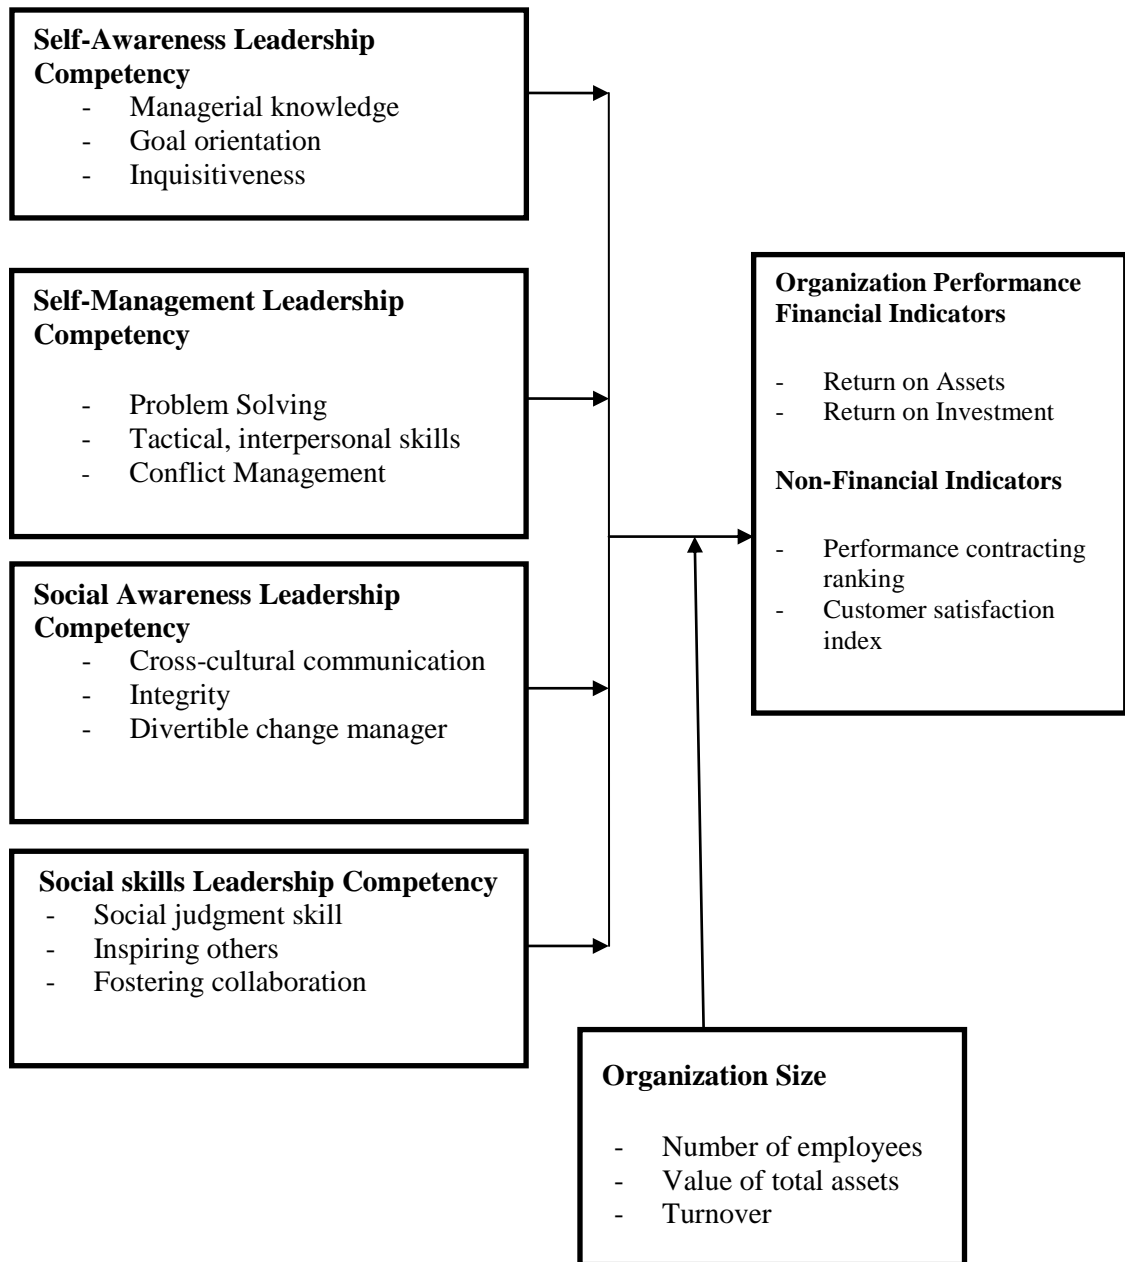 Self-Awareness Leadership
Competency
- Managerial knowledge
- Goal orientation
- Inquisitiveness
Self-Management Leadership
Competency
- Problem Solving
- Tactical, interpersonal skills
- Conflict Management
Social Awareness Leadership
Competency
- Cross-cultural communication
- Integrity
- Divertible change manager
Social skills Leadership Competency
- Social judgment skill
- Inspiring others
- Fostering collaboration
Organization Performance
Financial Indicators
- Return on Assets
- Return on Investment
Non-Financial Indicators
- Performance contracting
ranking
- Customer satisfaction
index
Organization Size
- Number of employees
- Value of total assets
- Turnover